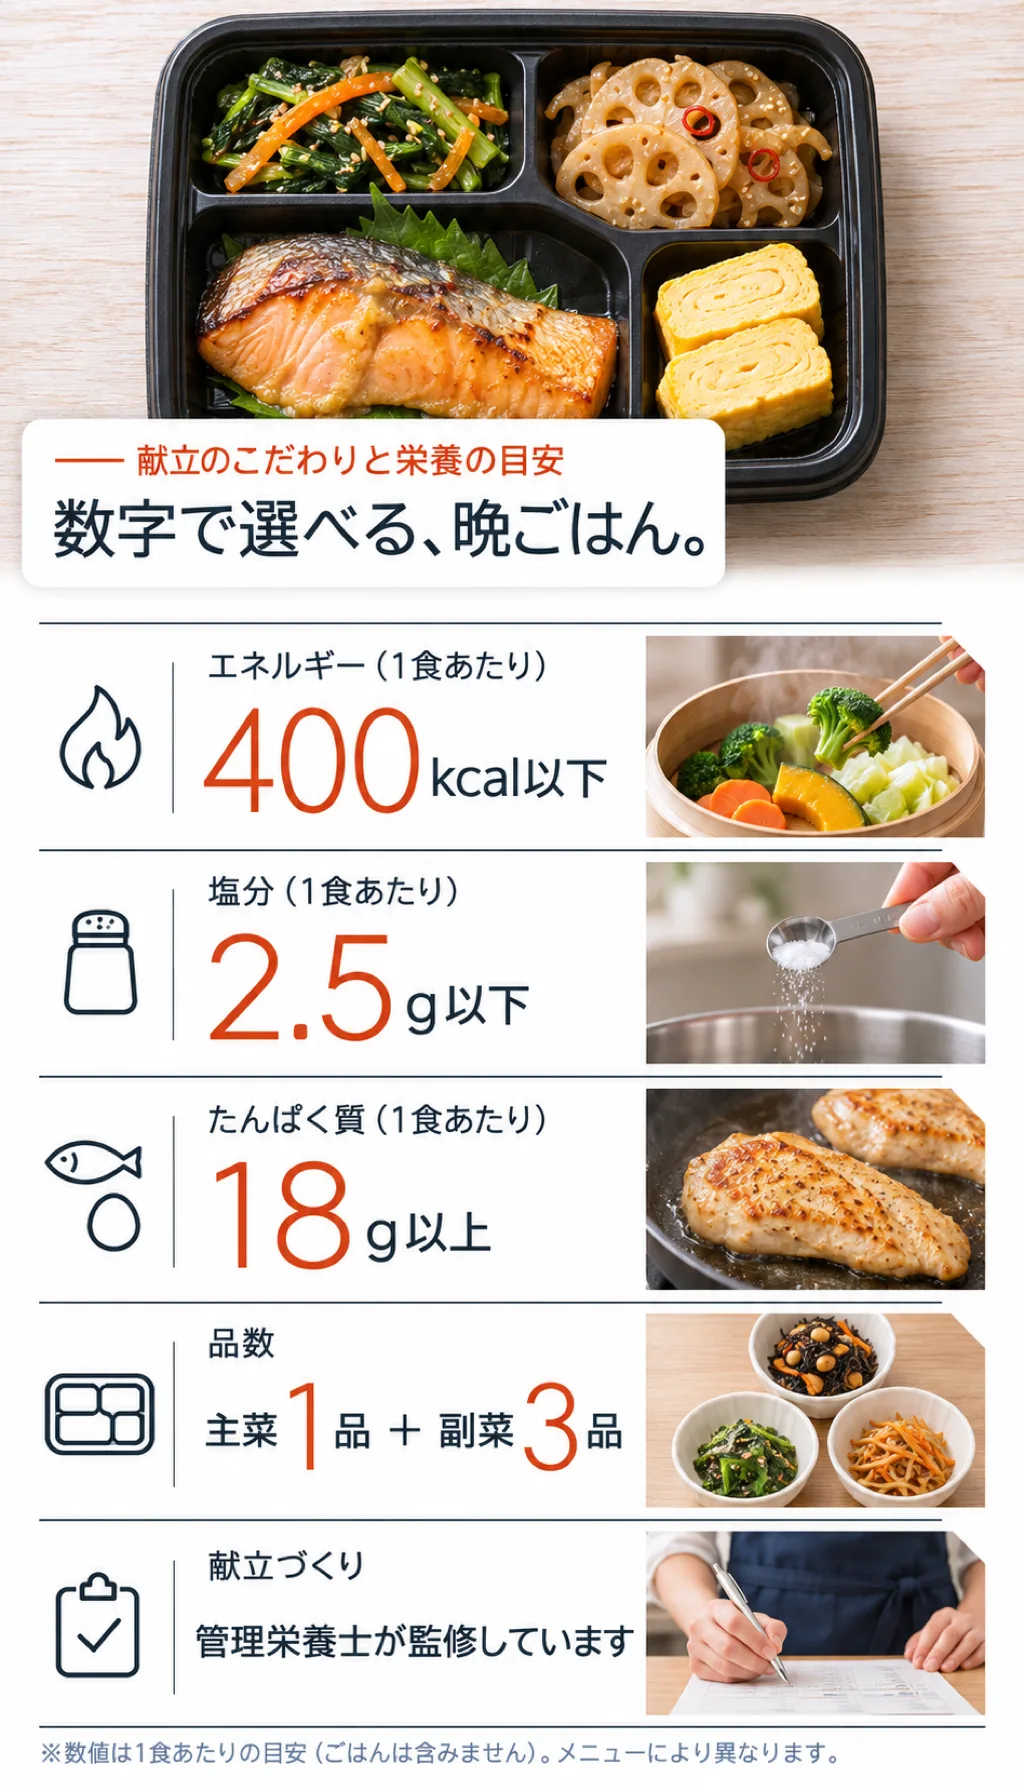 献立のこだわりと栄養の目安
数字で選べる、晩ごはん。
エネルギー（1食あたり）
400kcal以下
塩分（1食あたり）
2.5g以下
たんぱく質（1食あたり）
18g以上
品数
主菜1品＋副菜3品
献立づくり
管理栄養士が監修しています
※数値は1食あたりの目安（ごはんは含みません）。メニューにより異なります。